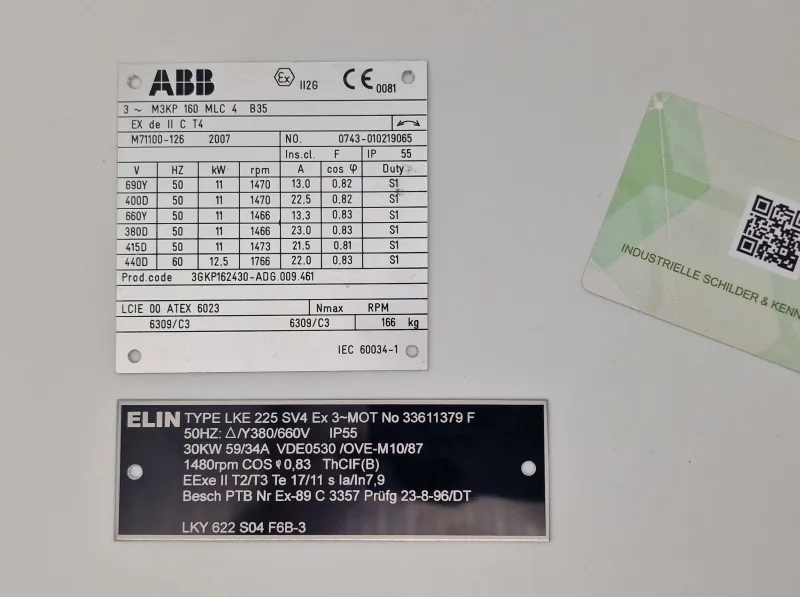 ABB Ex II2G CE 0081
3 ~ M3KP 160 MLC 4 B35
EX de II C T4
M71100-126 2007 NO. 0743-010219065
Ins.cl. F IP 55
V HZ kW rpm A cos φ Duty
690Y 50 11 1470 13.0 0.82 S1
400D 50 11 1470 22.5 0.82 S1
660Y 50 11 1466 13.3 0.83 S1
380D 50 11 1466 23.0 0.83 S1
415D 50 11 1473 21.5 0.81 S1
440D 60 12.5 1766 22.0 0.83 S1
Prod.code 3GKP162430-ADG.009.461
LCIE 00 ATEX 6023 Nmax RPM
6309/C3 6309/C3 166 kg
IEC 60034-1
ELIN TYPE LKE 225 SV4 Ex 3~MOT No 33611379 F
50HZ: △/Y380/660V IP55
30KW 59/34A VDE0530 /OVE-M10/87
1480rpm COS φ 0,83 ThCIF(B)
EExe II T2/T3 Te 17/11 s Ia/In7,9
Besch PTB Nr Ex-89 C 3357 Prüfg 23-8-96/DT
LKY 622 S04 F6B-3
INDUSTRIELLE SCHILDER &